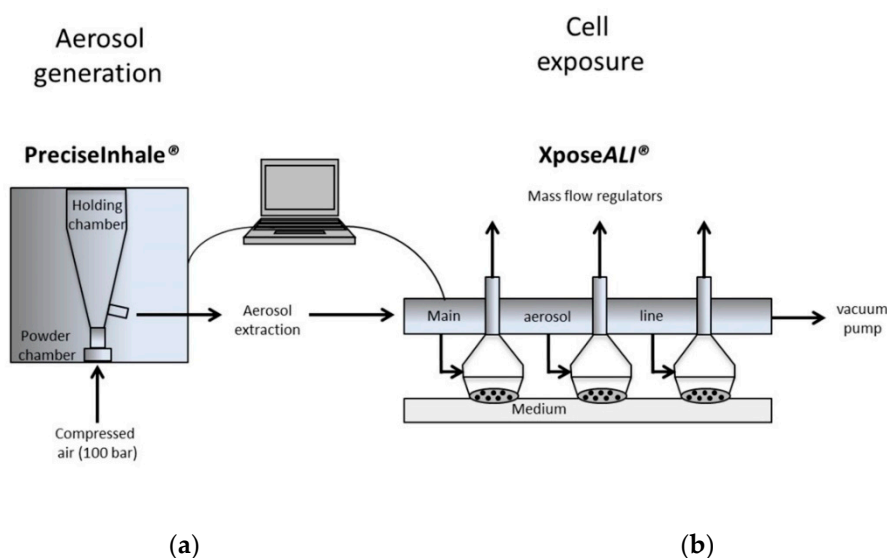 Aerosol
generation
Cell
exposure
PreciseInhale®
XposeALI®
Holding
chamber
Mass flow regulators
Powder
chamber
Aerosol
extraction
Main
aerosol
line
vacuum
pump
Medium
Compressed
air (100 bar)
(a)
(b)